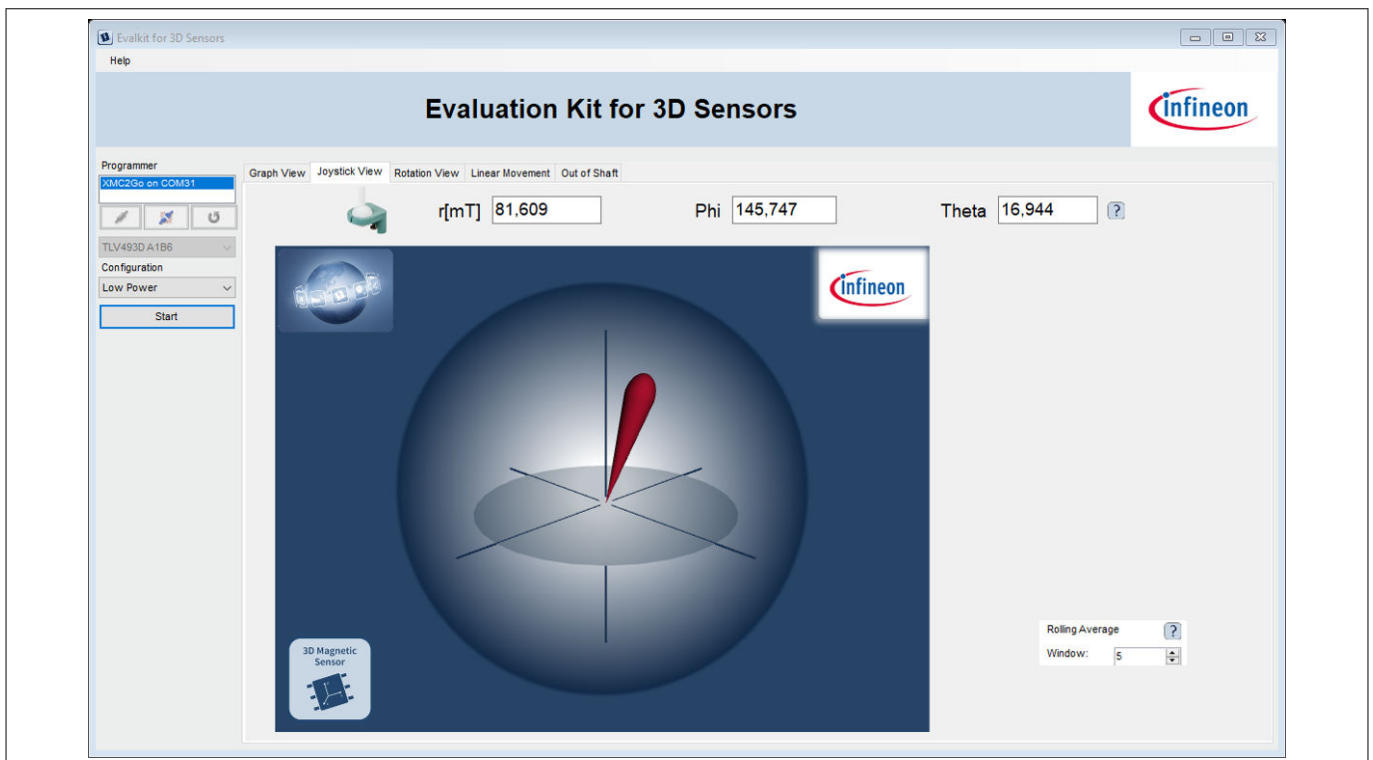 Evalkit for 3D Sensors
Help
Evaluation Kit for 3D Sensors
infineon
Programmer
XMC2Go on COM31
TLV493D A1B6
Configuration
Low Power
Start
Graph View Joystick View Rotation View Linear Movement Out of Shaft
r[mT] 81,609 Phi 145,747 Theta 16,944 ?
infineon
3D Magnetic
Sensor
Rolling Average ?
Window: 5